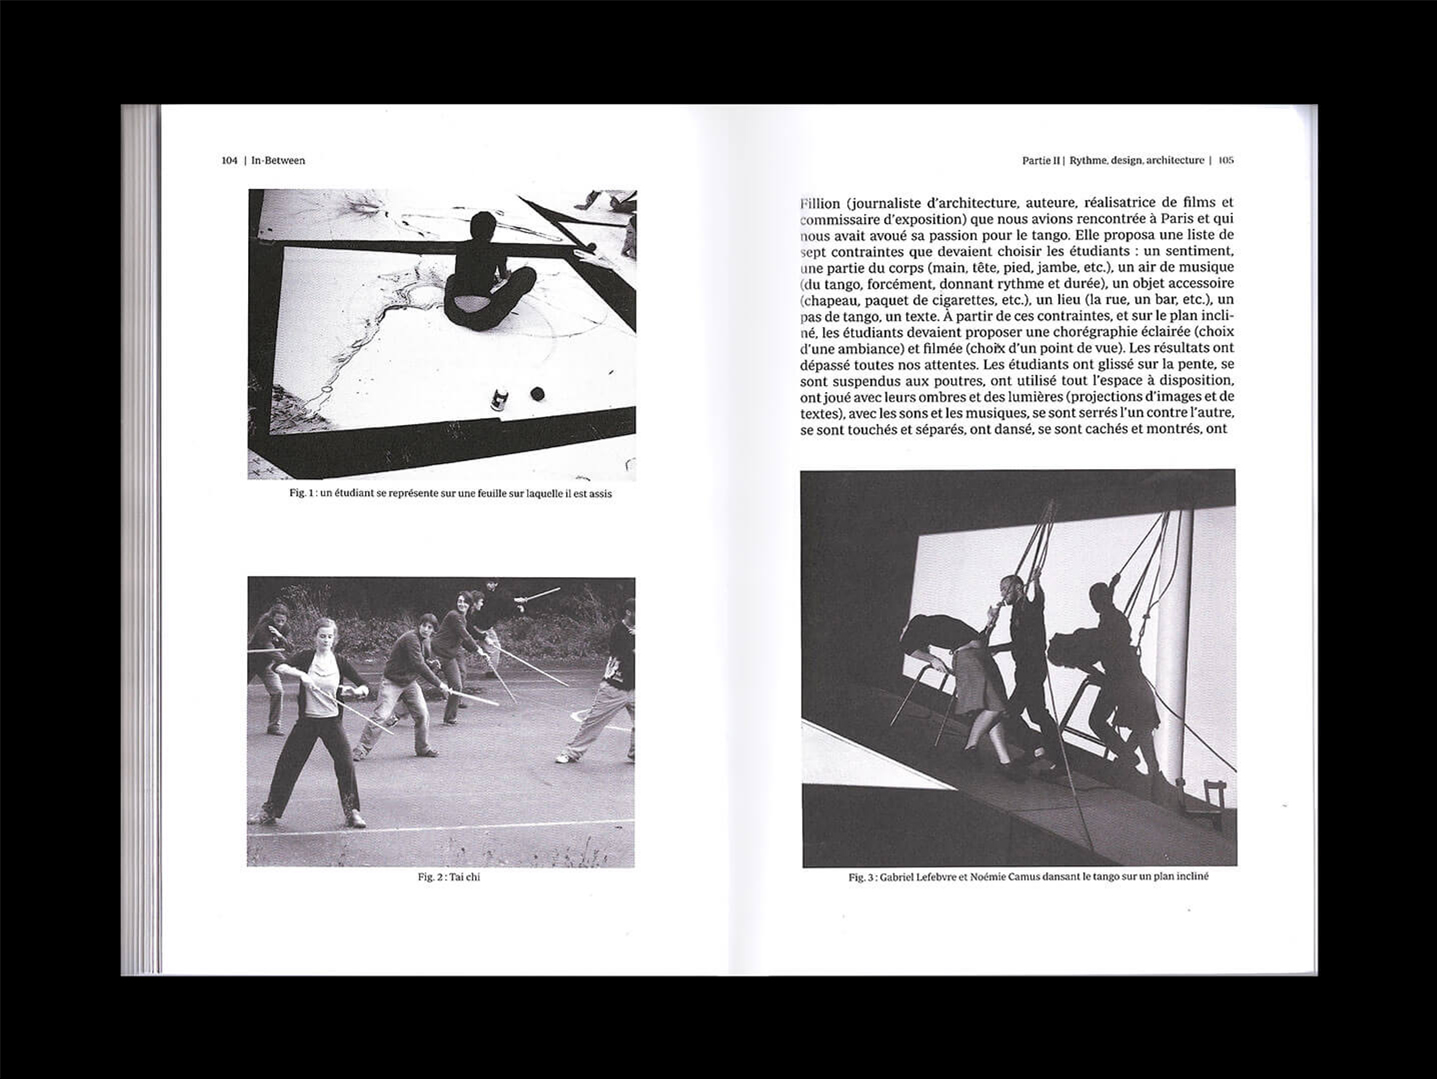 104 | In-Between
Fig. 1 : un étudiant se représente sur une feuille sur laquelle il est assis
Fig. 2 : Tai chi
Partie II | Rythme, design, architecture | 105
Fillion (journaliste d'architecture, auteure, réalisatrice de films et
commissaire d'exposition) que nous avions rencontrée à Paris et qui
nous avait avoué sa passion pour le tango. Elle proposa une liste de
sept contraintes que devaient choisir les étudiants : un sentiment,
une partie du corps (main, tête, pied, jambe, etc.), un air de musique
(du tango, forcément, donnant rythme et durée), un objet accessoire
(chapeau, paquet de cigarettes, etc.), un lieu (la rue, un bar, etc.), un
pas de tango, un texte. À partir de ces contraintes, et sur le plan incli-
né, les étudiants devaient proposer une chorégraphie éclairée (choix
d'une ambiance) et filmée (choix d'un point de vue). Les résultats ont
dépassé toutes nos attentes. Les étudiants ont glissé sur la pente, se
sont suspendus aux poutres, ont utilisé tout l'espace à disposition,
ont joué avec leurs ombres et des lumières (projections d'images et de
textes), avec les sons et les musiques, se sont serrés l'un contre l'autre,
se sont touchés et séparés, ont dansé, se sont cachés et montrés, ont
Fig. 3 : Gabriel Lefebvre et Noémie Camus dansant le tango sur un plan incliné